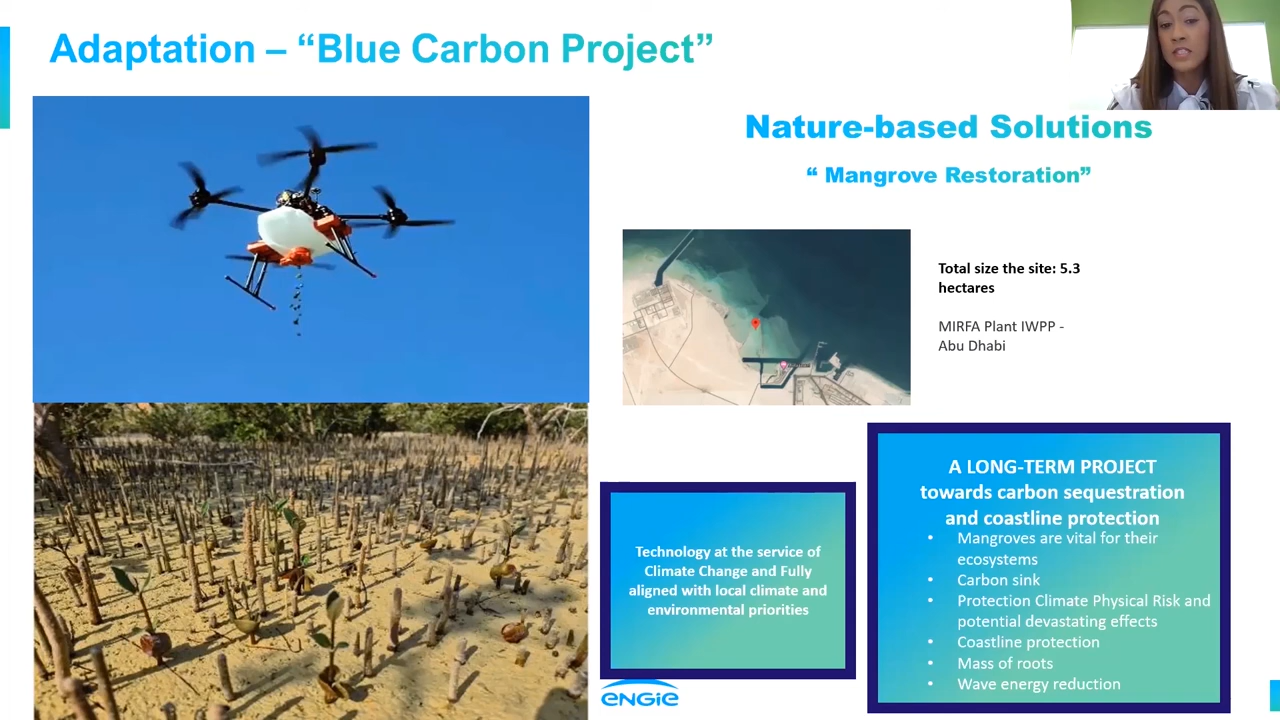 Adaptation – “Blue Carbon Project”
Nature-based Solutions
“ Mangrove Restoration”
Total size the site: 5.3
hectares
MIRFA Plant IWPP -
Abu Dhabi
A LONG-TERM PROJECT
towards carbon sequestration
and coastline protection
• Mangroves are vital for their
ecosystems
• Carbon sink
• Protection Climate Physical Risk and
potential devastating effects
• Coastline protection
• Mass of roots
• Wave energy reduction
Technology at the service of
Climate Change and Fully
aligned with local climate and
environmental priorities
ENGIE